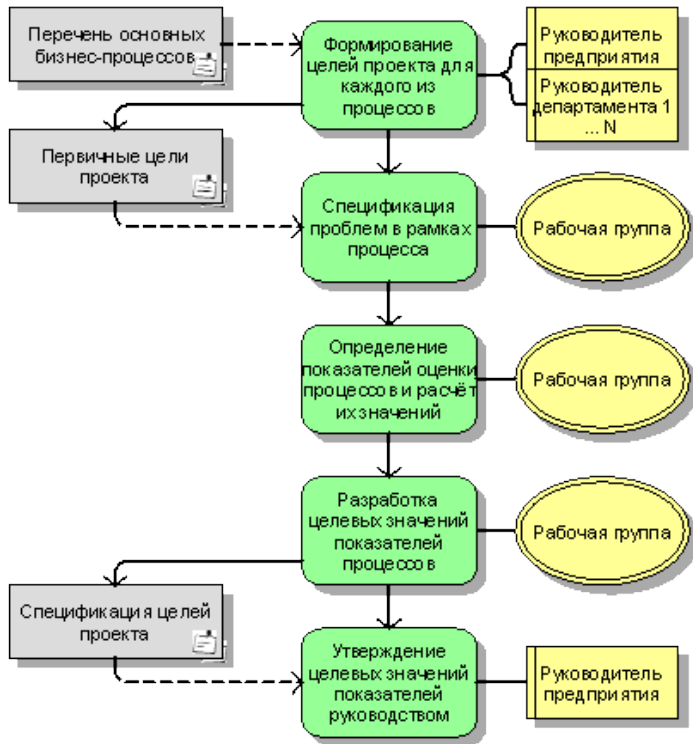 Перечень основных
бизнес-процессов
Формирование
целей проекта для
каждого из
процессов
Руководитель
предприятия
Руководитель
департамента 1
... N
Первичные цели
проекта
Спецификация
проблем в рамках
процесса
Рабочая группа
Определение
показателей оценки
процессов и расчёт
их значений
Рабочая группа
Разработка
целевых значений
показателей
процессов
Рабочая группа
Спецификация целей
проекта
Утверждение
целевых значений
показателей
руководством
Руководитель
предприятия